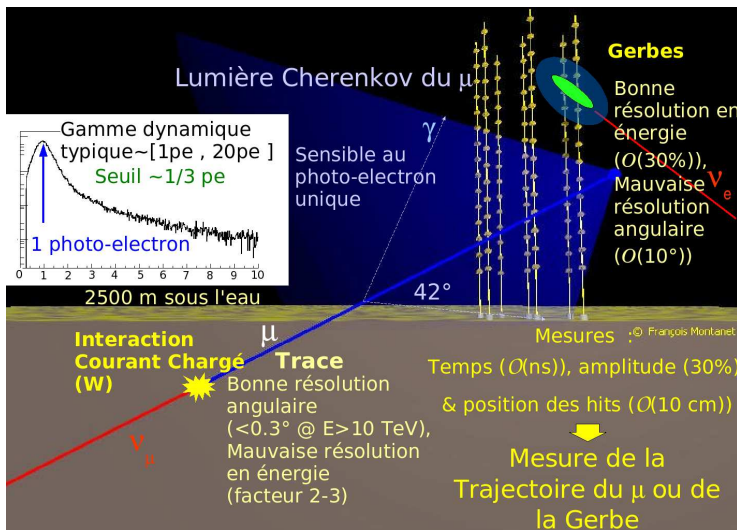 Lumière Cherenkov du μ
Gerbes
Bonne
résolution en
énergie
(O(30%)),
Mauvaise
résolution
angulaire
(O(10°))
ν_e
γ
Gamme dynamique
typique~[1pe , 20pe ]
Seuil ~1/3 pe
1 photo-electron
0 1 2 3 4 5 6 7 8 9 10
Sensible au
photo-electron
unique
2500 m sous l'eau
42°
μ
Interaction
Courant Chargé
(W)
Trace
Bonne résolution
angulaire
(<0.3° @ E>10 TeV),
Mauvaise résolution
en énergie
(facteur 2-3)
ν_μ
© François Montanet
Mesures :
Temps (O(ns)), amplitude (30%)
& position des hits (O(10 cm))
Mesure de la
Trajectoire du μ ou de
la Gerbe